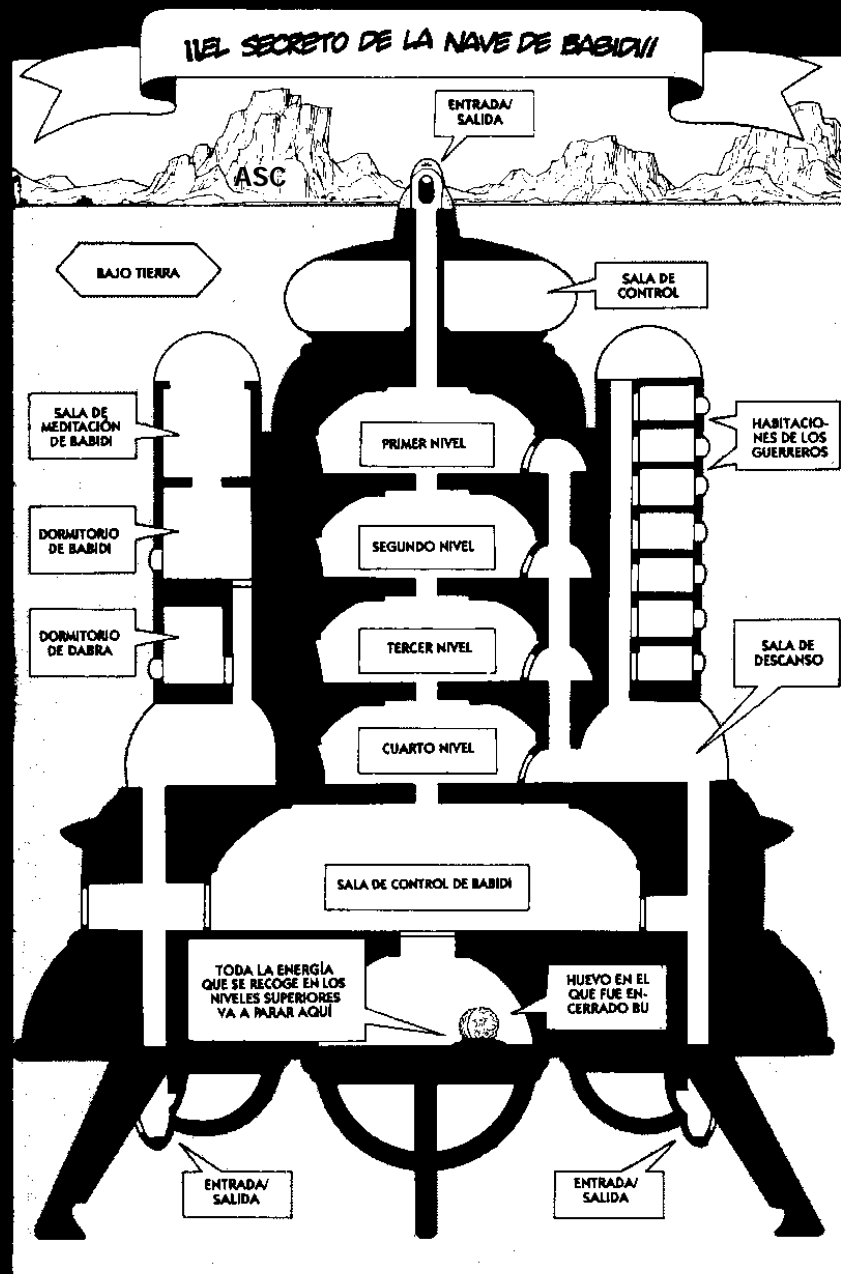 ¡¡EL SECRETO DE LA NAVE DE BABIDI!!
ENTRADA/
SALIDA
ASC
BAJO TIERRA
SALA DE
CONTROL
SALA DE
MEDITACIÓN
DE BABIDI
PRIMER NIVEL
HABITACIO-
NES DE LOS
GUERREROS
DORMITORIO
DE BABIDI
SEGUNDO NIVEL
DORMITORIO
DE DABRA
TERCER NIVEL
SALA DE
DESCANSO
CUARTO NIVEL
SALA DE CONTROL DE BABIDI
TODA LA ENERGÍA
QUE SE RECOGE EN LOS
NIVELES SUPERIORES
VA A PARAR AQUÍ
HUEVO EN EL
QUE FUE EN-
CERRADO BU
ENTRADA/
SALIDA
ENTRADA/
SALIDA